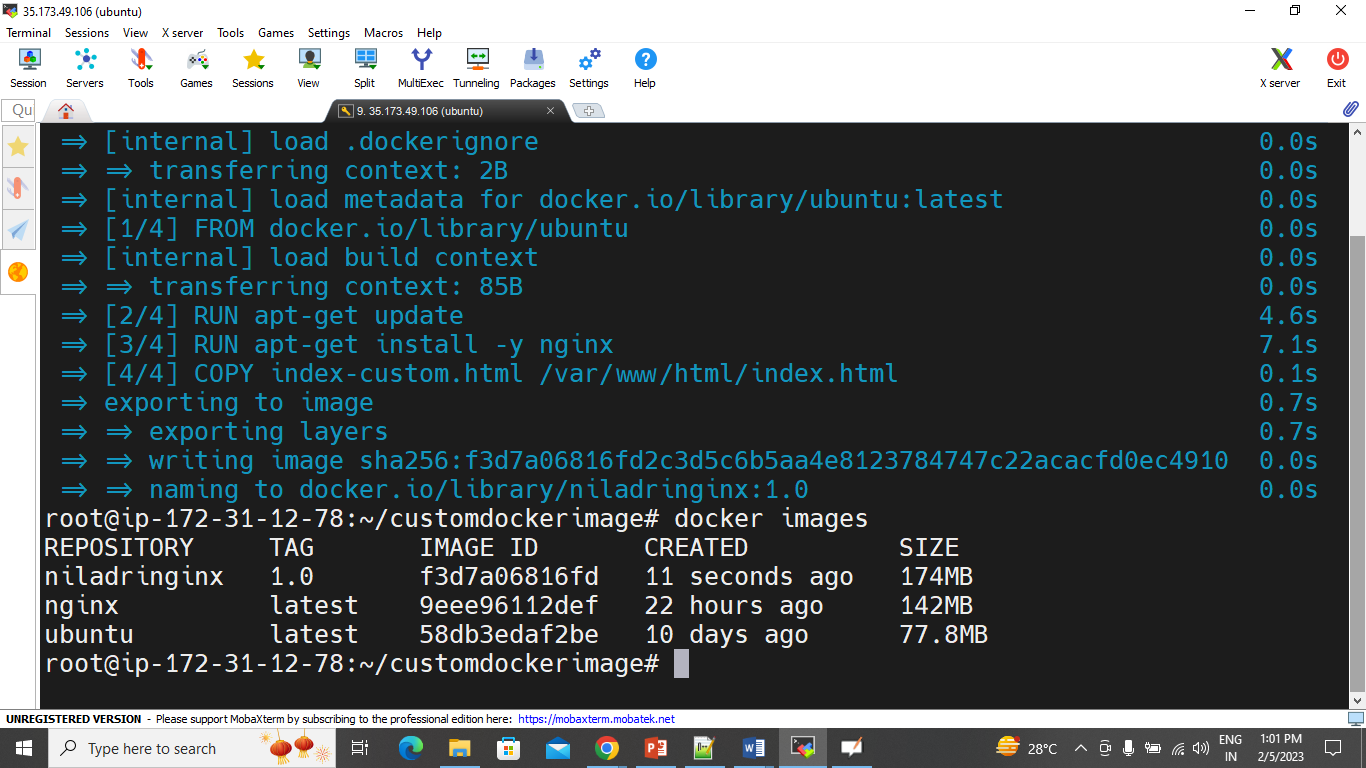 35.173.49.106 (ubuntu)
Terminal Sessions View X server Tools Games Settings Macros Help
Session Servers Tools Games Sessions View Split MultiExec Tunneling Packages Settings Help X server Exit
Qu 9. 35.173.49.106 (ubuntu)
=> [internal] load .dockerignore 0.0s
=> => transferring context: 2B 0.0s
=> [internal] load metadata for docker.io/library/ubuntu:latest 0.0s
=> [1/4] FROM docker.io/library/ubuntu 0.0s
=> [internal] load build context 0.0s
=> => transferring context: 85B 0.0s
=> [2/4] RUN apt-get update 4.6s
=> [3/4] RUN apt-get install -y nginx 7.1s
=> [4/4] COPY index-custom.html /var/www/html/index.html 0.1s
=> exporting to image 0.7s
=> => exporting layers 0.7s
=> => writing image sha256:f3d7a06816fd2c3d5c6b5aa4e8123784747c22acacfd0ec4910 0.0s
=> => naming to docker.io/library/niladringinx:1.0 0.0s
root@ip-172-31-12-78:~/customdockerimage# docker images
REPOSITORY TAG IMAGE ID CREATED SIZE
niladringinx 1.0 f3d7a06816fd 11 seconds ago 174MB
nginx latest 9eee96112def 22 hours ago 142MB
ubuntu latest 58db3edaf2be 10 days ago 77.8MB
root@ip-172-31-12-78:~/customdockerimage#
UNREGISTERED VERSION - Please support MobaXterm by subscribing to the professional edition here: https://mobaxterm.mobatek.net
Type here to search 28°C ENG 1:01 PM
IN 2/5/2023